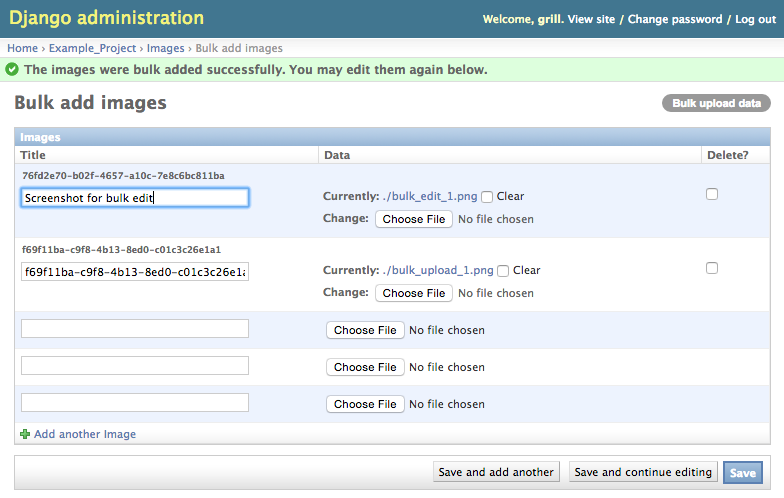 Django administration
Welcome, grill. View site / Change password / Log out
Home › Example_Project › Images › Bulk add images
The images were bulk added successfully. You may edit them again below.
Bulk add images
Bulk upload data
Images
Title Data Delete?
76fd2e70-b02f-4657-a10c-7e8c6bc811ba
Screenshot for bulk edit
Currently: ./bulk_edit_1.png Clear
Change: Choose File No file chosen
f69f11ba-c9f8-4b13-8ed0-c01c3c26e1a1
f69f11ba-c9f8-4b13-8ed0-c01c3c26e1a
Currently: ./bulk_upload_1.png Clear
Change: Choose File No file chosen
Choose File No file chosen
Choose File No file chosen
Choose File No file chosen
Add another Image
Save and add another Save and continue editing Save